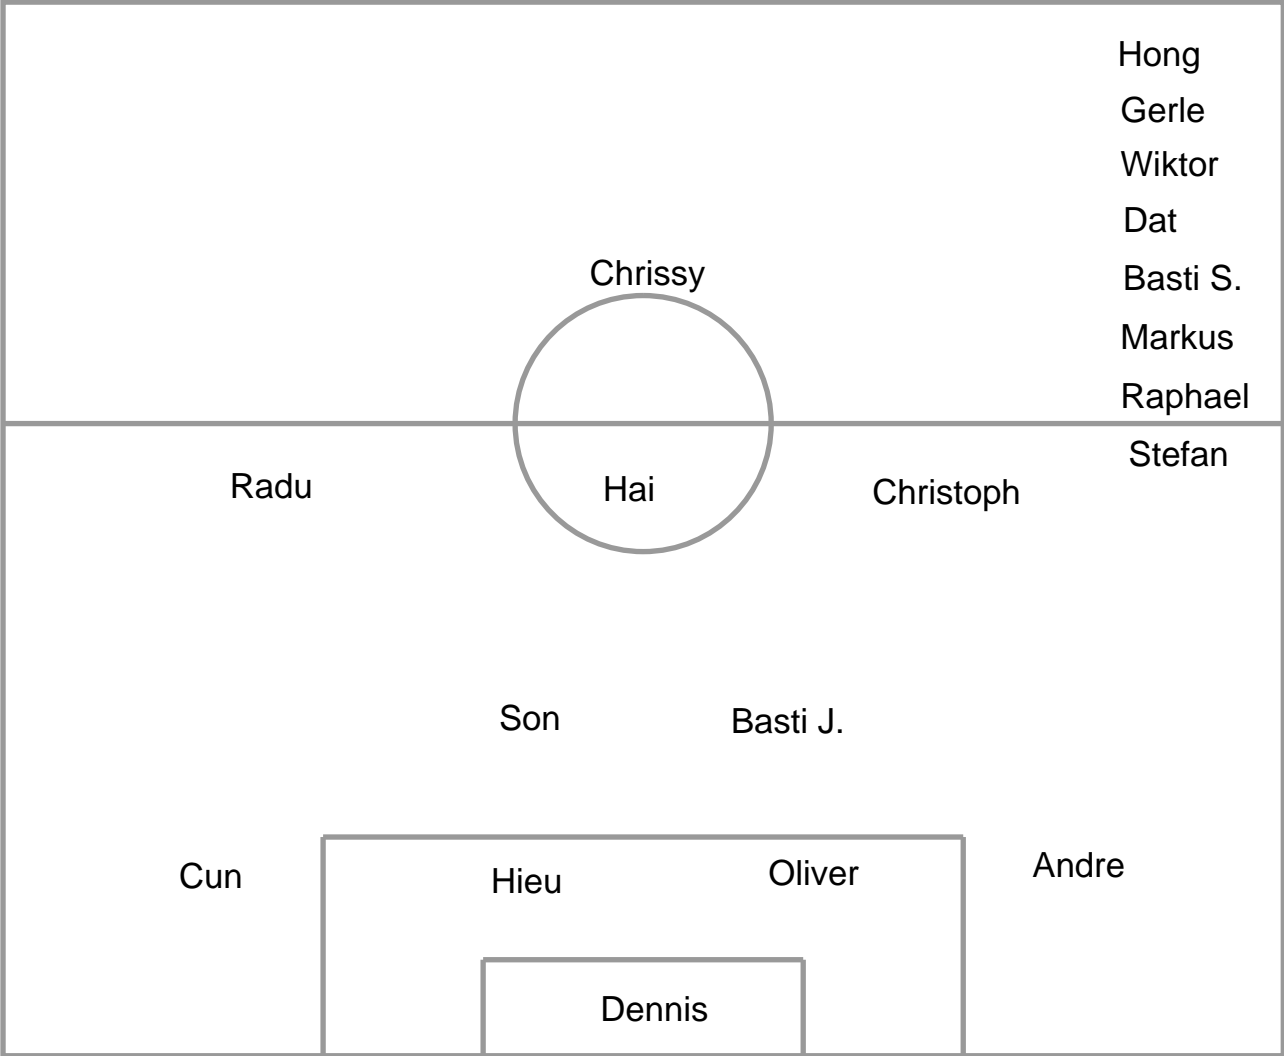 Hong
Gerle
Wiktor
Dat
Chrissy
Basti S.
Markus
Raphael
Stefan
Radu
Hai
Christoph
Son
Basti J.
Cun
Hieu
Oliver
Andre
Dennis